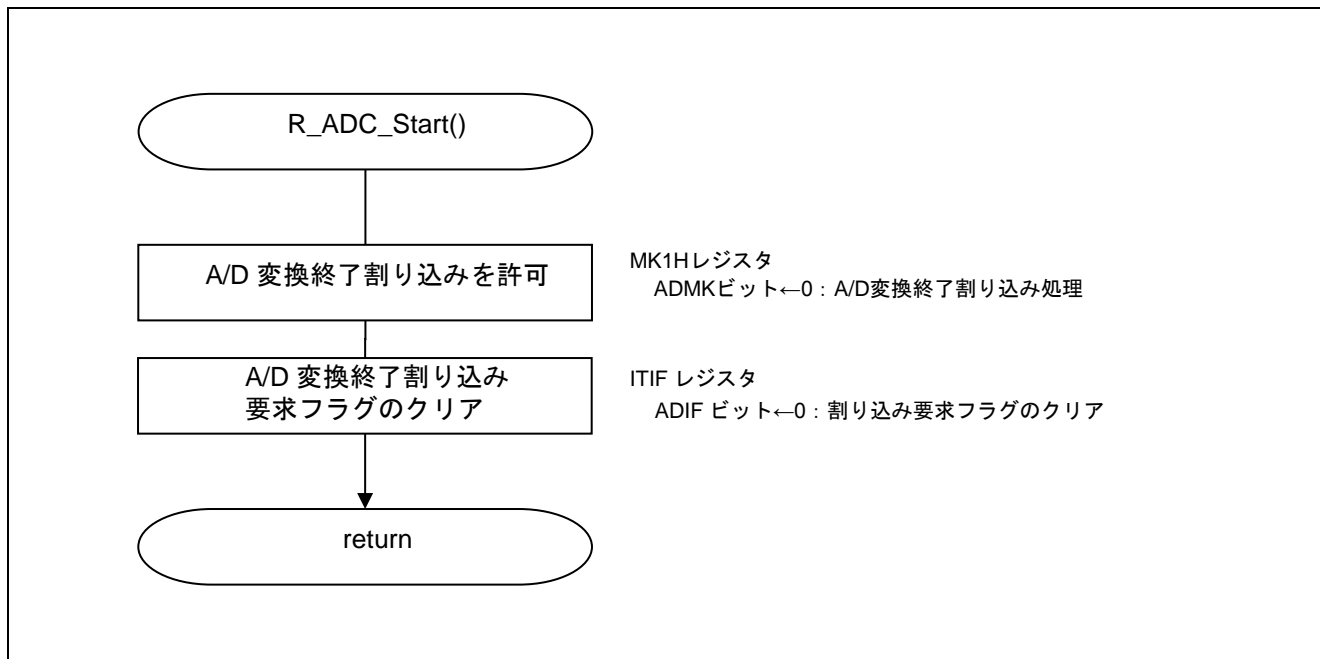 R_ADC_Start()
A/D 変換終了割り込みを許可
MK1Hレジスタ
ADMKビット←0：A/D変換終了割り込み処理
A/D 変換終了割り込み
要求フラグのクリア
ITIF レジスタ
ADIF ビット←0：割り込み要求フラグのクリア
return